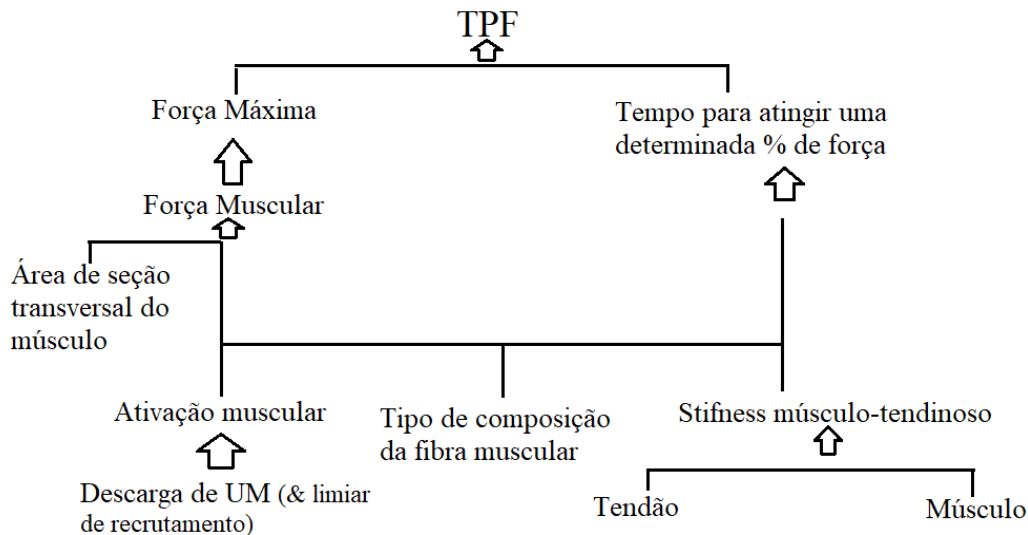 TPF
Força Máxima
Tempo para atingir uma
determinada % de força
Força Muscular
Área de seção
transversal do
músculo
Ativação muscular
Tipo de composição
da fibra muscular
Stifness músculo-tendinoso
Descarga de UM (& limiar
de recrutamento)
Tendão
Músculo